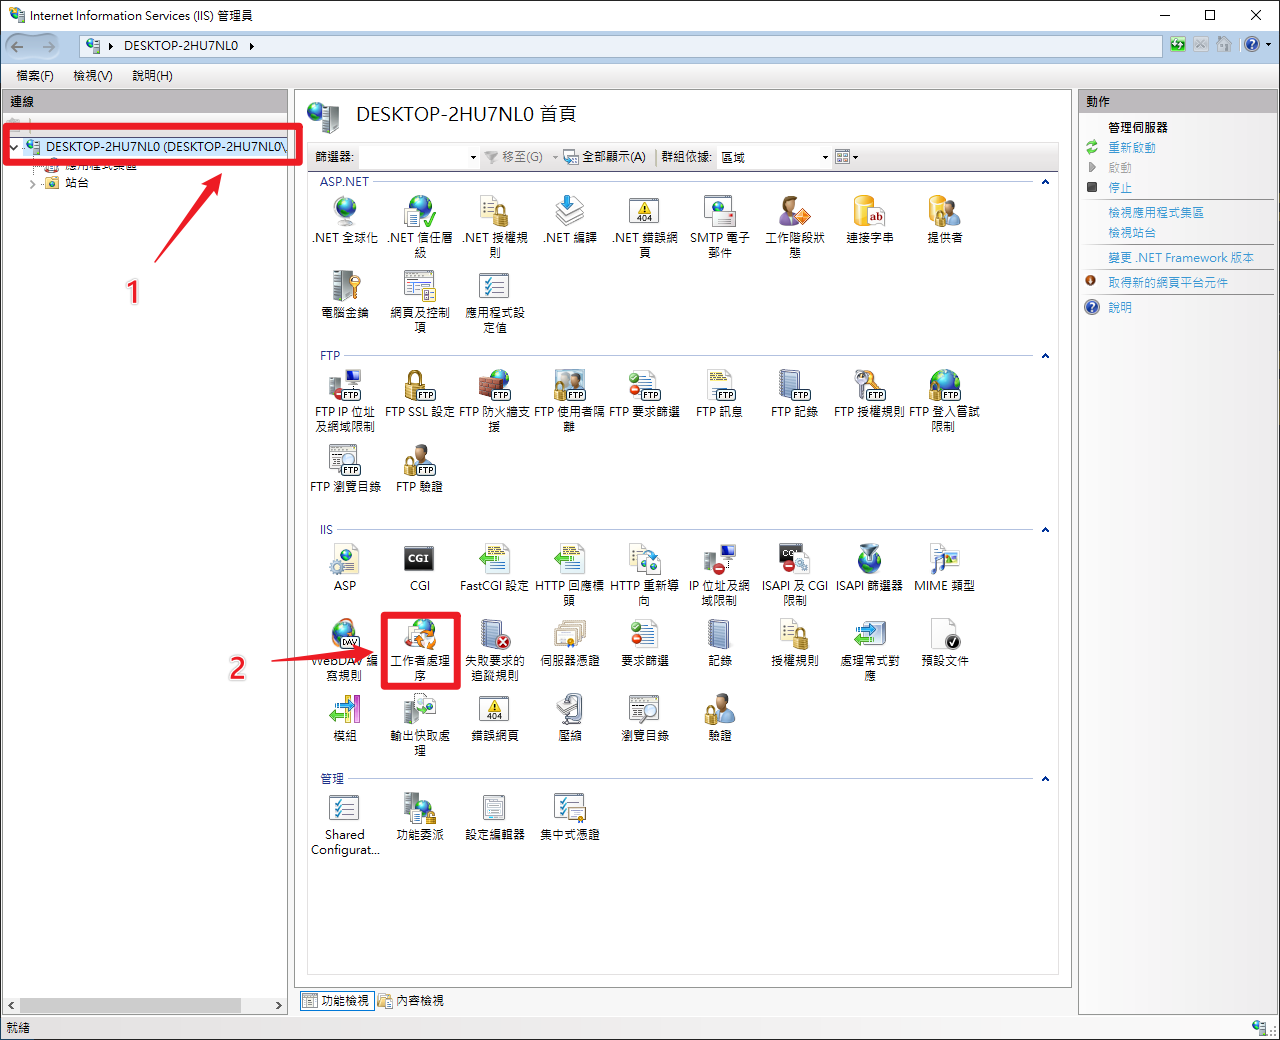 Internet Information Services (IIS) 管理員
DESKTOP-2HU7NL0
檔案(F) 檢視(V) 說明(H)
連線
DESKTOP-2HU7NL0 (DESKTOP-2HU7NL0\
應用程式集區
站台
1
DESKTOP-2HU7NL0 首頁
篩選器: 移至(G) 全部顯示(A) 群組依據: 區域
ASP.NET
.NET 全球化
.NET 信任層級
.NET 授權規則
.NET 編譯
404
.NET 錯誤網頁
SMTP 電子郵件
工作階段狀態
ab
連接字串
提供者
電腦金鑰
網頁及控制項
應用程式設定值
FTP
FTP
FTP IP 位址及網域限制
FTP
FTP SSL 設定
FTP
FTP 防火牆支援
FTP
FTP 使用者隔離
FTP
FTP 要求篩選
FTP
FTP 訊息
FTP
FTP 記錄
FTP
FTP 授權規則
FTP
FTP 登入嘗試限制
FTP
FTP 瀏覽目錄
FTP
FTP 驗證
IIS
ASP
CGI
CGI
FastCGI 設定
HTTP 回應標頭
HTTP 重新導向
IP 位址及網域限制
CGI
ISAPI 及 CGI 限制
ISAPI 篩選器
MIME 類型
DAV
WebDAV 編寫規則
2
工作者處理序
失敗要求的追蹤規則
伺服器憑證
要求篩選
記錄
授權規則
處理常式對應
預設文件
模組
輸出快取處理
404
錯誤網頁
壓縮
瀏覽目錄
驗證
管理
Shared Configurat...
功能委派
設定編輯器
集中式憑證
功能檢視 內容檢視
動作
管理伺服器
重新啟動
啟動
停止
檢視應用程式集區
檢視站台
變更 .NET Framework 版本
取得新的網頁平台元件
說明
就緒